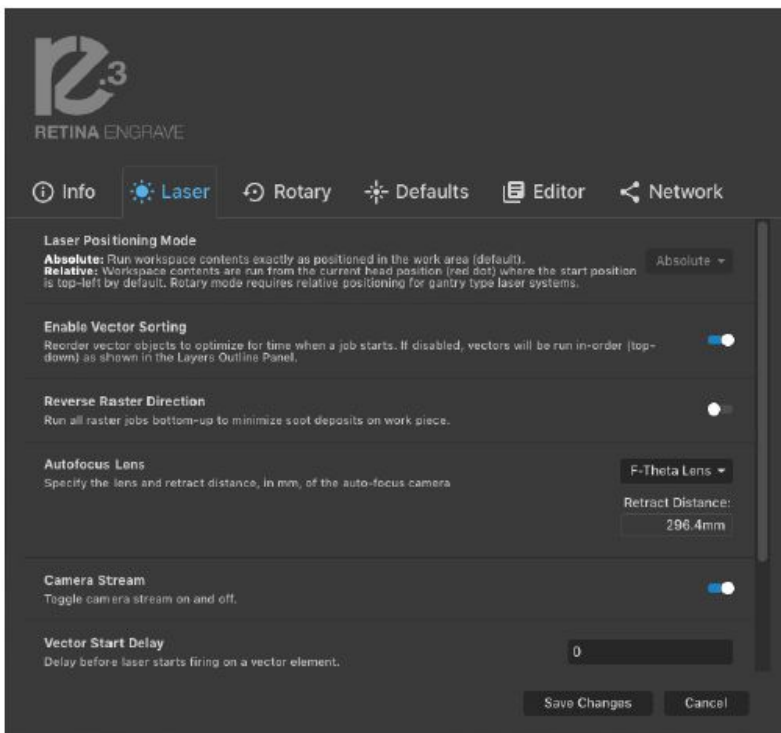 re.3
RETINA ENGRAVE
Info Laser Rotary Defaults Editor Network
Laser Positioning Mode
Absolute: Run workspace contents exactly as positioned in the work area (default).
Relative: Workspace contents are run from the current head position (red dot) where the start position
is top-left by default. Rotary mode requires relative positioning for gantry type laser systems.
Absolute
Enable Vector Sorting
Reorder vector objects to optimize for time when a job starts. If disabled, vectors will be run in-order (top-
down) as shown in the Layers Outline Panel.
Reverse Raster Direction
Run all raster jobs bottom-up to minimize soot deposits on work piece.
Autofocus Lens
Specify the lens and retract distance, in mm, of the auto-focus camera
F-Theta Lens
Retract Distance:
296.4mm
Camera Stream
Toggle camera stream on and off.
Vector Start Delay
Delay before laser starts firing on a vector element.
0
Save Changes Cancel